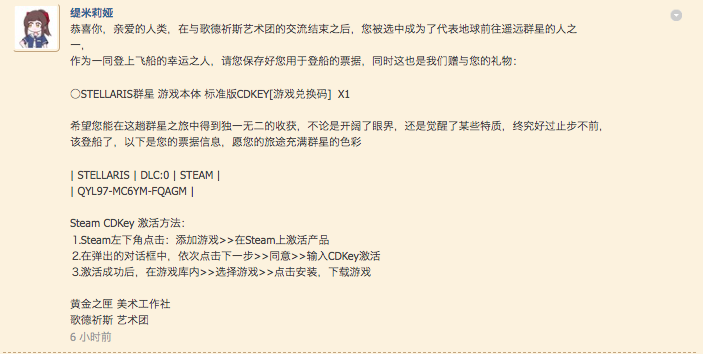 缇米莉娅
恭喜你，亲爱的人类，在与歌德祈斯艺术团的交流结束之后，您被选中成为了代表地球前往遥远群星的人之
一，
作为一同登上飞船的幸运之人，请您保存好您用于登船的票据，同时这也是我们赠与您的礼物：
〇STELLARIS群星 游戏本体 标准版CDKEY[游戏兑换码]  X1
希望您能在这趟群星之旅中得到独一无二的收获，不论是开阔了眼界，还是觉醒了某些特质，终究好过止步不前，
该登船了，以下是您的票据信息，愿您的旅途充满群星的色彩
| STELLARIS | DLC:0 | STEAM |
| QYL97-MC6YM-FQAGM |
Steam CDKey 激活方法：
1.Steam左下角点击：添加游戏>>在Steam上激活产品
2.在弹出的对话框中，依次点击下一步>>同意>>输入CDKey激活
3.激活成功后，在游戏库内>>选择游戏>>点击安装，下载游戏
黄金之匣 美术工作社
歌德祈斯 艺术团
6 小时前